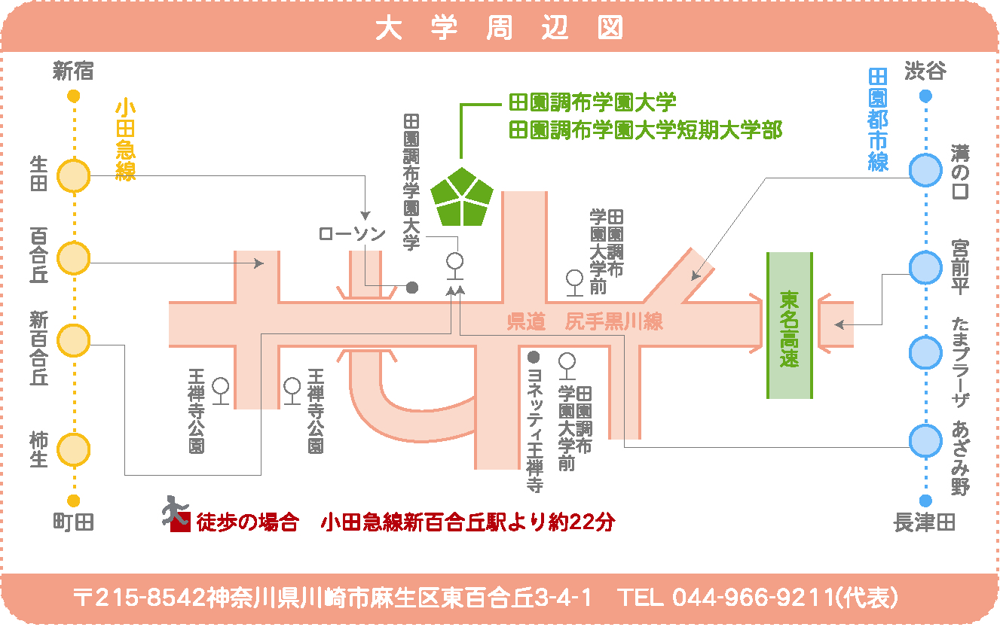 大学周辺図
新宿
小田急線
生田
百合丘
新百合丘
柿生
町田
ローソン
田園調布学園大学
田園調布学園大学
田園調布学園大学短期大学部
田園調布
学園大学前
県道　尻手黒川線
東名高速
王禅寺公園
王禅寺公園
ヨネッティ王禅寺
田園調布
学園大学前
渋谷
田園都市線
溝の口
宮前平
たまプラーザ
あざみ野
長津田
徒歩の場合　小田急線新百合丘駅より約22分
〒215-8542神奈川県川崎市麻生区東百合丘3-4-1　TEL 044-966-9211(代表)